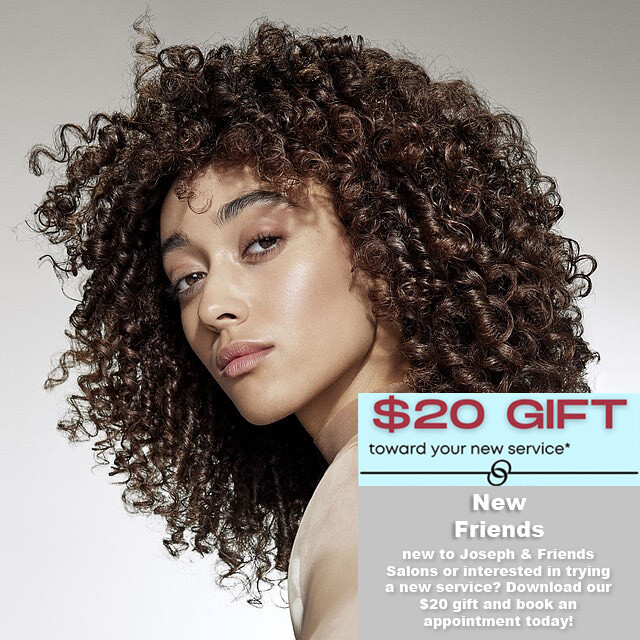 $20 GIFT
toward your new service*
New
Friends
new to Joseph & Friends
Salons or interested in trying
a new service? Download our
$20 gift and book an
appointment today!